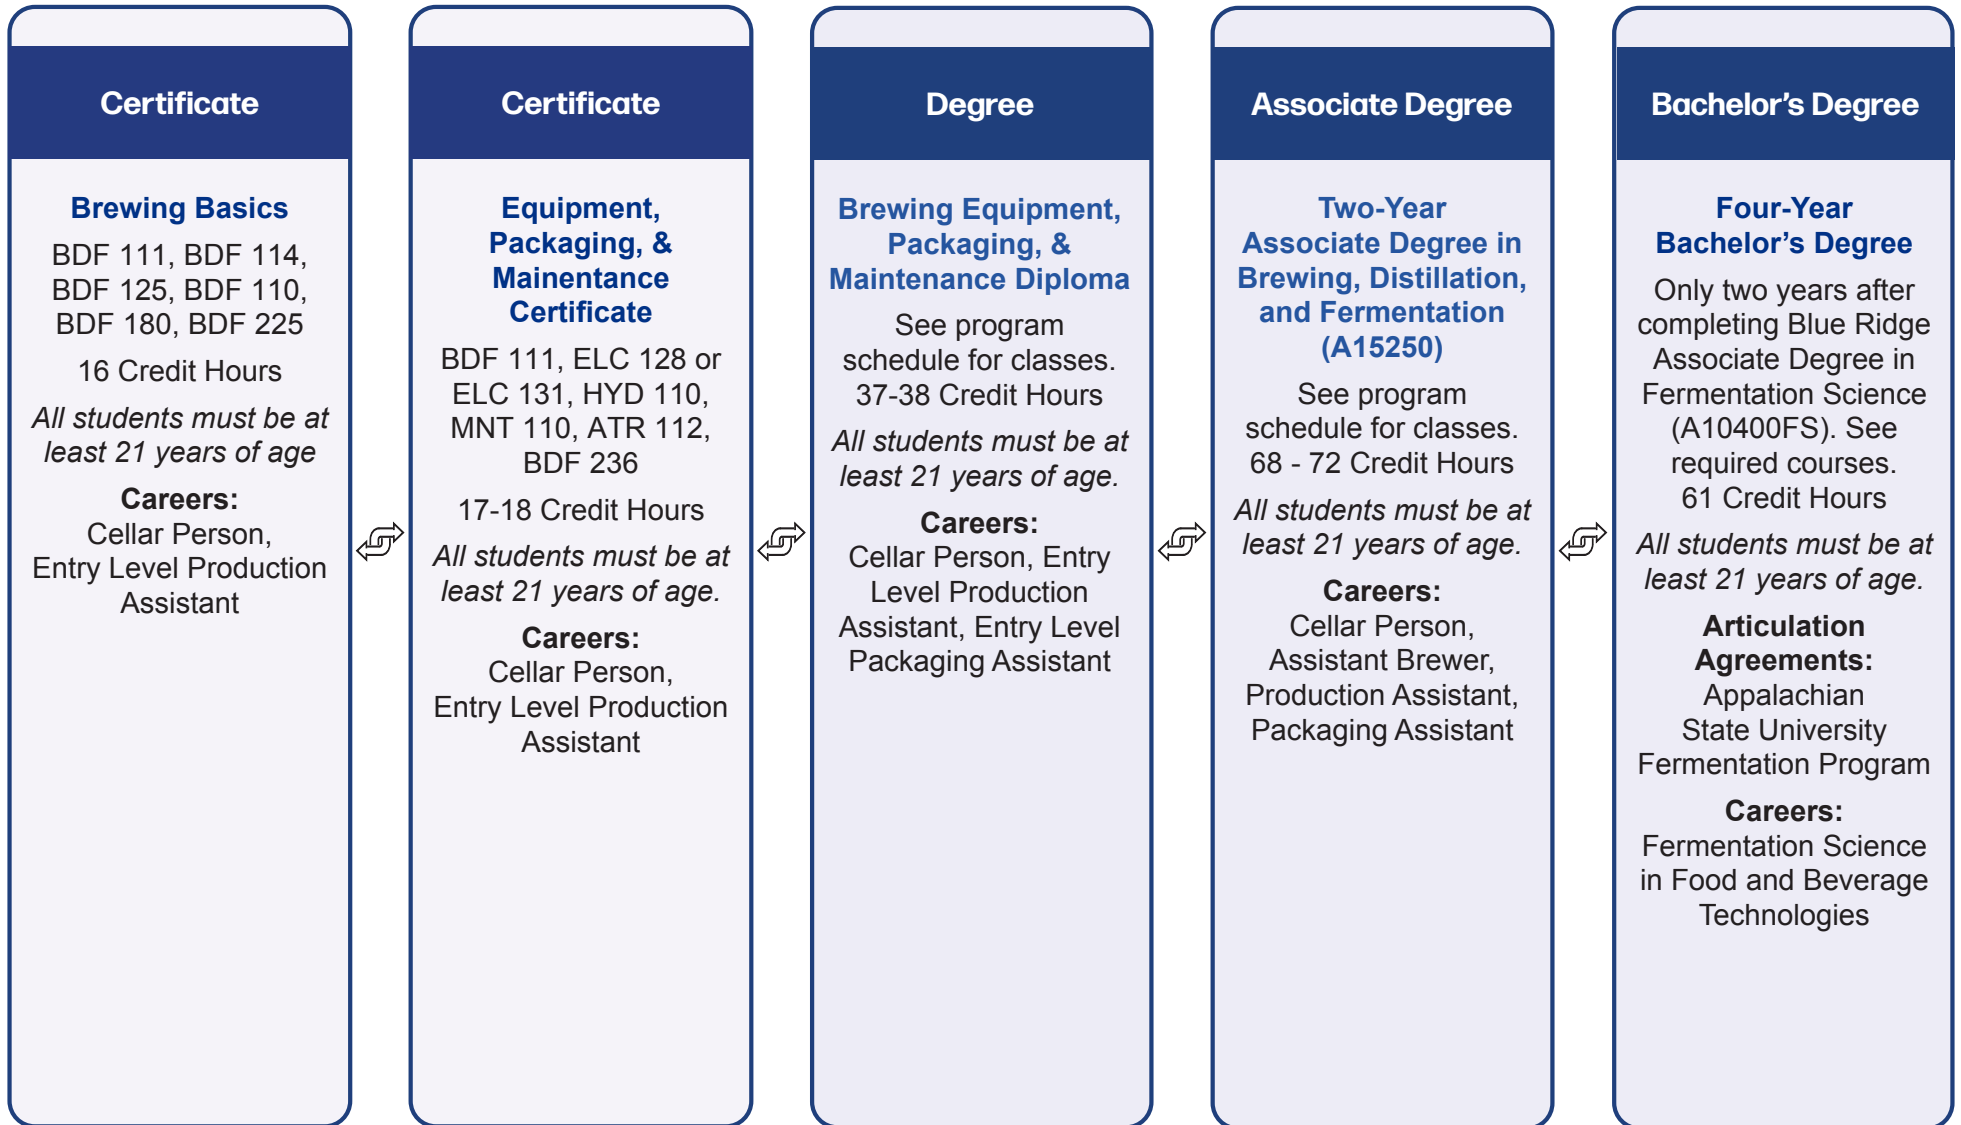 Certificate
Brewing Basics
BDF 111, BDF 114,
BDF 125, BDF 110,
BDF 180, BDF 225
16 Credit Hours
All students must be at
least 21 years of age
Careers:
Cellar Person,
Entry Level Production
Assistant
Certificate
Equipment,
Packaging, &
Mainentance
Certificate
BDF 111, ELC 128 or
ELC 131, HYD 110,
MNT 110, ATR 112,
BDF 236
17-18 Credit Hours
All students must be at
least 21 years of age.
Careers:
Cellar Person,
Entry Level Production
Assistant
Degree
Brewing Equipment,
Packaging, &
Maintenance Diploma
See program
schedule for classes.
37-38 Credit Hours
All students must be at
least 21 years of age.
Careers:
Cellar Person, Entry
Level Production
Assistant, Entry Level
Packaging Assistant
Associate Degree
Two-Year
Associate Degree in
Brewing, Distillation,
and Fermentation
(A15250)
See program
schedule for classes.
68 - 72 Credit Hours
All students must be at
least 21 years of age.
Careers:
Cellar Person,
Assistant Brewer,
Production Assistant,
Packaging Assistant
Bachelor's Degree
Four-Year
Bachelor's Degree
Only two years after
completing Blue Ridge
Associate Degree in
Fermentation Science
(A10400FS). See
required courses.
61 Credit Hours
All students must be at
least 21 years of age.
Articulation
Agreements:
Appalachian
State University
Fermentation Program
Careers:
Fermentation Science
in Food and Beverage
Technologies